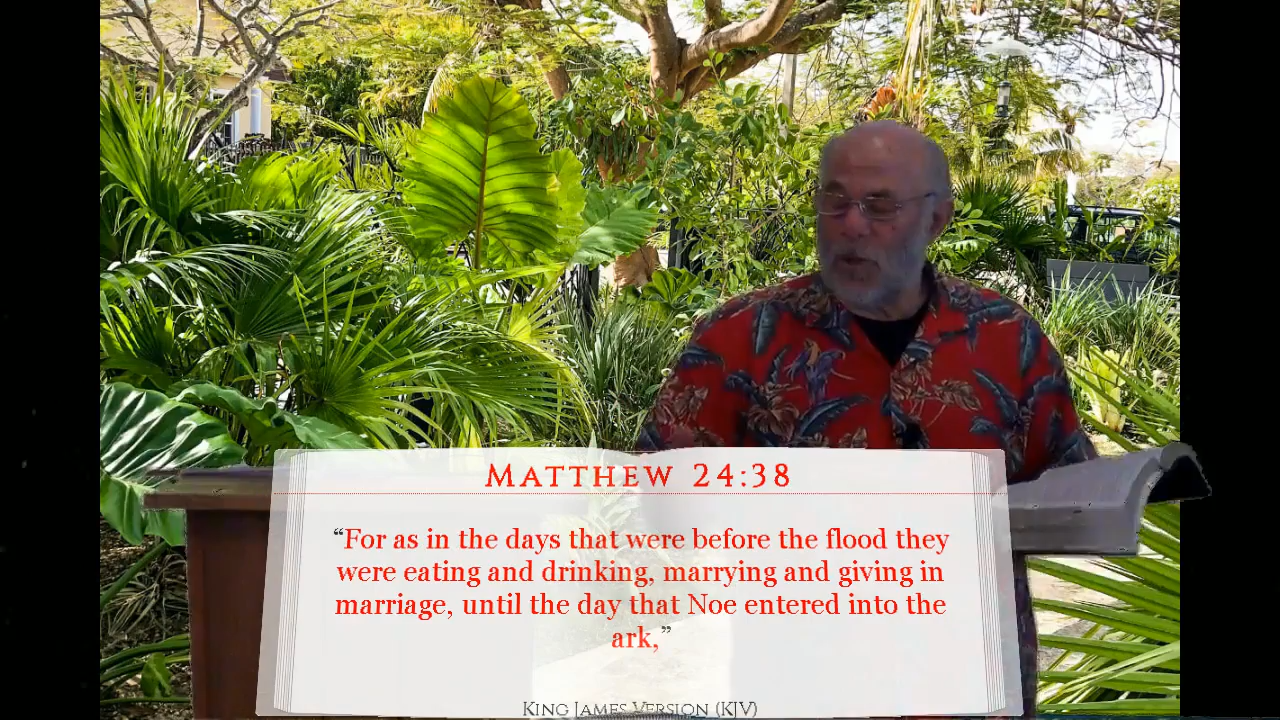 Matthew 24:38
“For as in the days that were before the flood they
were eating and drinking, marrying and giving in
marriage, until the day that Noe entered into the
ark,”
King James Version (KJV)